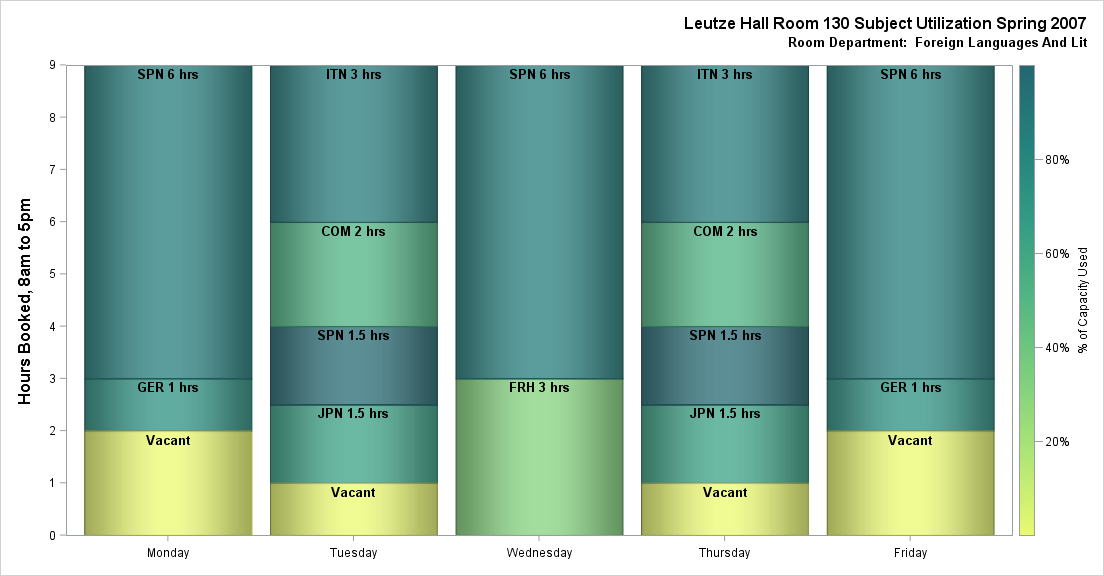 Leutze Hall Room 130 Subject Utilization Spring 2007
Room Department:  Foreign Languages And Lit
Hours Booked, 8am to 5pm
9
8
7
6
5
4
3
2
1
0
SPN 6 hrs
GER 1 hrs
Vacant
ITN 3 hrs
COM 2 hrs
SPN 1.5 hrs
JPN 1.5 hrs
Vacant
SPN 6 hrs
FRH 3 hrs
ITN 3 hrs
COM 2 hrs
SPN 1.5 hrs
JPN 1.5 hrs
Vacant
SPN 6 hrs
GER 1 hrs
Vacant
Monday
Tuesday
Wednesday
Thursday
Friday
80%
60%
40%
20%
% of Capacity Used